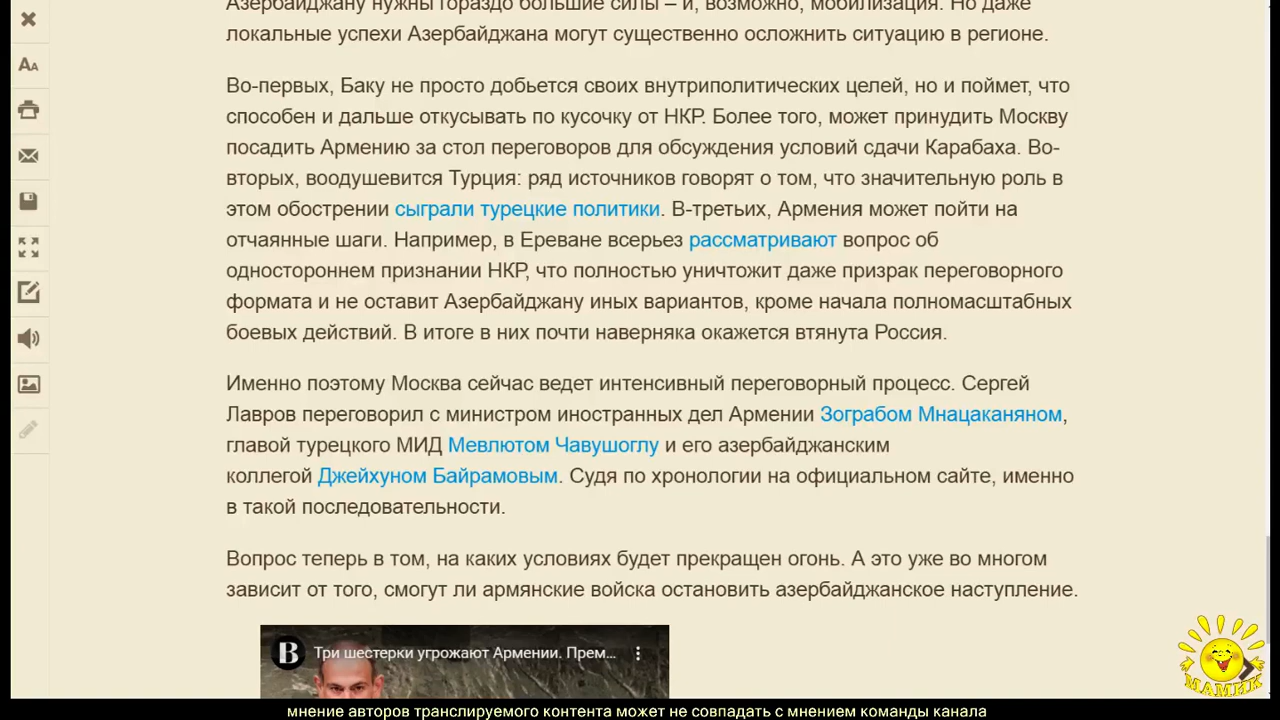 Азербайджану нужны гораздо большие силы – и, возможно, мобилизация. Но даже
локальные успехи Азербайджана могут существенно осложнить ситуацию в регионе.
Во-первых, Баку не просто добьется своих внутриполитических целей, но и поймет, что
способен и дальше откусывать по кусочку от НКР. Более того, может принудить Москву
посадить Армению за стол переговоров для обсуждения условий сдачи Карабаха. Во-
вторых, воодушевится Турция: ряд источников говорят о том, что значительную роль в
этом обострении сыграли турецкие политики. В-третьих, Армения может пойти на
отчаянные шаги. Например, в Ереване всерьез рассматривают вопрос об
одностороннем признании НКР, что полностью уничтожит даже призрак переговорного
формата и не оставит Азербайджану иных вариантов, кроме начала полномасштабных
боевых действий. В итоге в них почти наверняка окажется втянута Россия.
Именно поэтому Москва сейчас ведет интенсивный переговорный процесс. Сергей
Лавров переговорил с министром иностранных дел Армении Зограбом Мнацаканяном,
главой турецкого МИД Мевлютом Чавушоглу и его азербайджанским
коллегой Джейхуном Байрамовым. Судя по хронологии на официальном сайте, именно
в такой последовательности.
Вопрос теперь в том, на каких условиях будет прекращен огонь. А это уже во многом
зависит от того, смогут ли армянские войска остановить азербайджанское наступление.
В Три шестерки угрожают Армении. Прем...
МАМИК
мнение авторов транслируемого контента может не совпадать с мнением команды канала